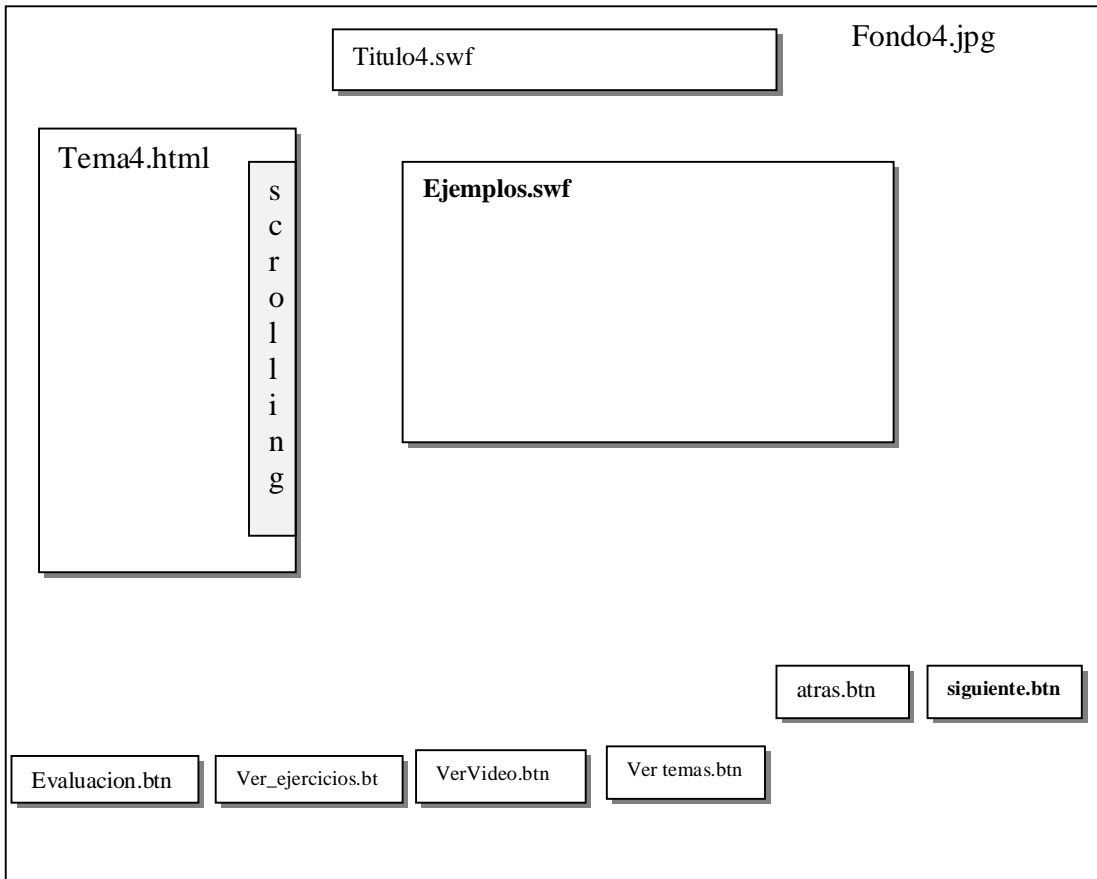 Fondo4.jpg
Titulo4.swf
Tema4.html
scrolling
Ejemplos.swf
atras.btn
siguiente.btn
Evaluacion.btn
Ver_ejercicios.bt
VerVideo.btn
Ver temas.btn